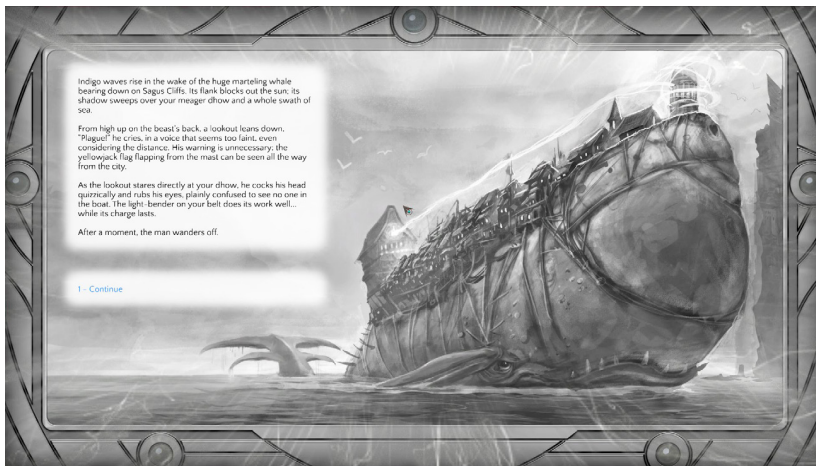 Indigo waves rise in the wake of the huge marteling whale
bearing down on Sagus Cliffs. Its flank blocks out the sun; its
shadow sweeps over your meager dhow and a whole swath of
sea.
From high up on the beast's back, a lookout leans down.
"Plague!" he cries, in a voice that seems too faint, even
considering the distance. His warning is unnecessary; the
yellowjack flag flapping from the mast can be seen all the way
from the city.
As the lookout stares directly at your dhow, he cocks his head
quizzically and rubs his eyes, plainly confused to see no one in
the boat. The light-bender on your belt does its work well...
while its charge lasts.
After a moment, the man wanders off.
1 - Continue